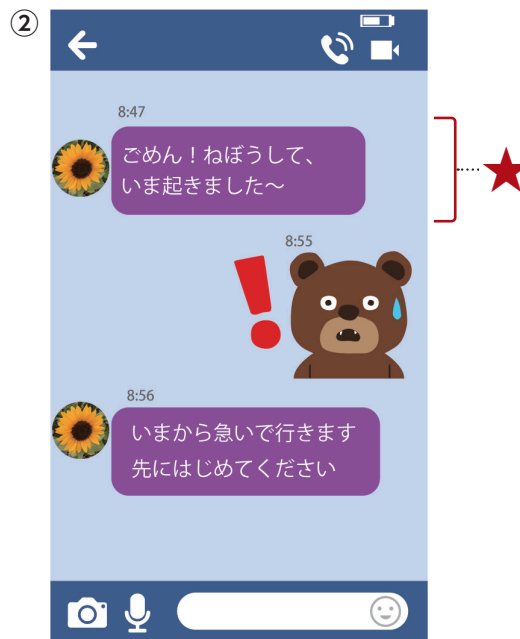 ②
8:47
ごめん！ねぼうして、
いま起きました～
8:55
8:56
いまから急いで行きます
先にはじめてください